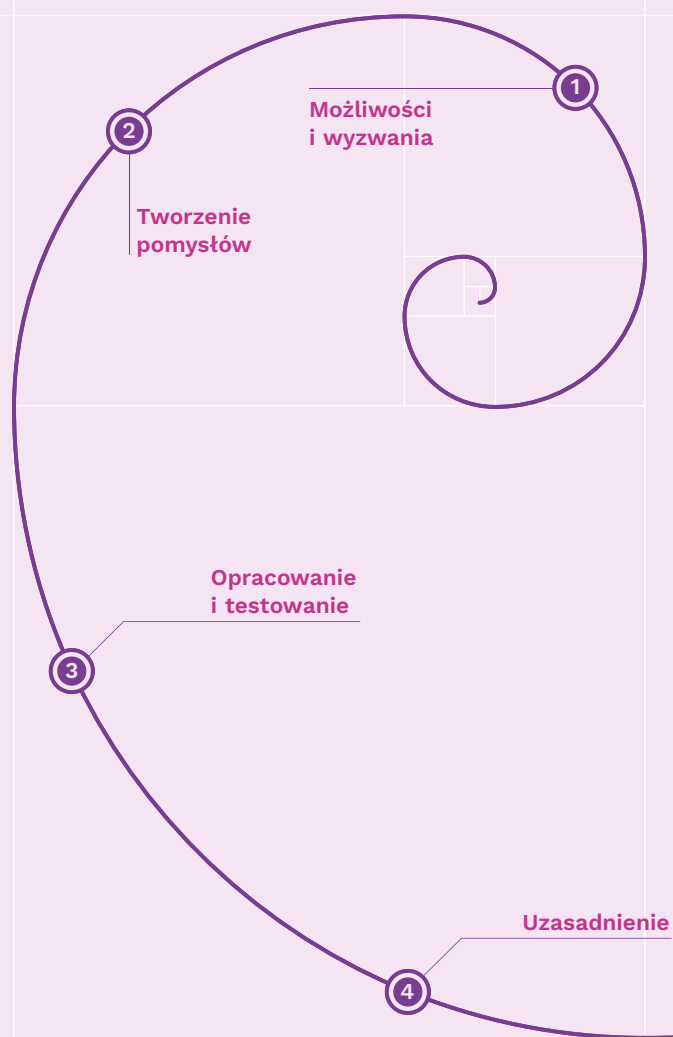 1
Możliwości
i wyzwania
2
Tworzenie
pomysłów
Opracowanie
i testowanie
3
Uzasadnienie
4